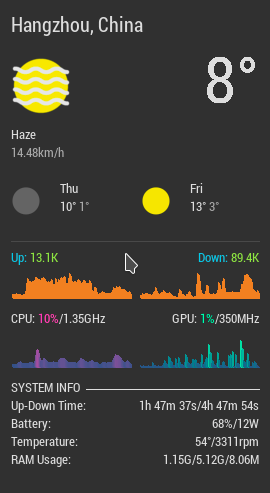 Hangzhou, China
8°
Haze
14.48km/h
Thu Fri
10° 1° 13° 3°
Up: 13.1K Down: 89.4K
CPU: 10%/1.35GHz GPU: 1%/350MHz
SYSTEM INFO
Up-Down Time: 1h 47m 37s/4h 47m 54s
Battery: 68%/12W
Temperature: 54°/3311rpm
RAM Usage: 1.15G/5.12G/8.06M